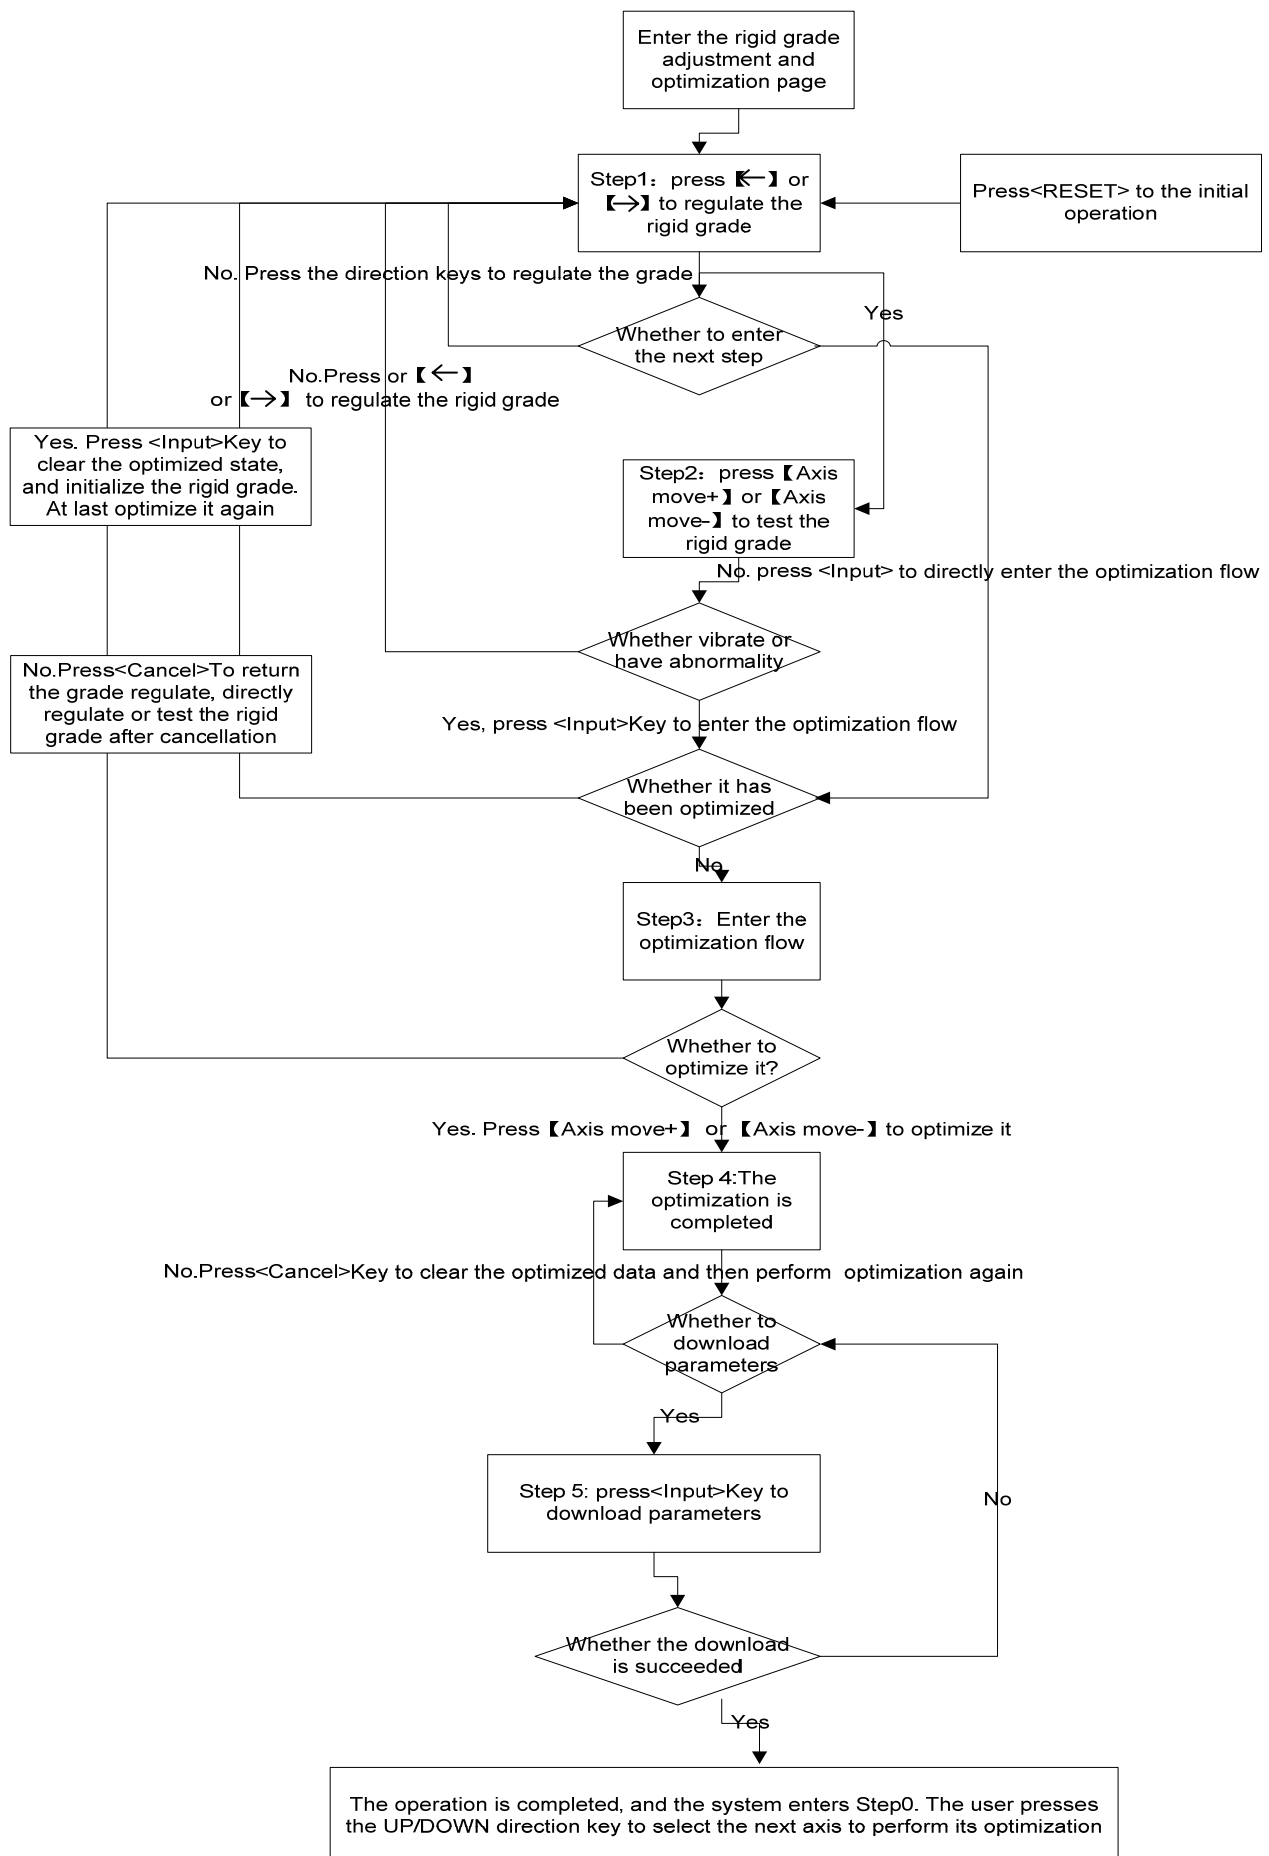 Enter the rigid grade
adjustment and
optimization page
Step1：press【←】or
【→】to regulate the
rigid grade
Press<RESET> to the initial
operation
No. Press the direction keys to regulate the grade
Yes
Whether to enter
the next step
No.Press or【←】
or【→】 to regulate the rigid grade
Yes. Press <Input>Key to
clear the optimized state,
and initialize the rigid grade.
At last optimize it again
Step2：press【Axis
move+】or【Axis
move-】to test the
rigid grade
No. press <Input> to directly enter the optimization flow
Whether vibrate or
have abnormality
No.Press<Cancel>To return
the grade regulate, directly
regulate or test the rigid
grade after cancellation
Yes, press <Input>Key to enter the optimization flow
Whether it has
been optimized
No
Step3：Enter the
optimization flow
Whether to
optimize it?
Yes. Press【Axis move+】 or 【Axis move-】to optimize it
Step 4:The
optimization is
completed
No.Press<Cancel>Key to clear the optimized data and then perform  optimization again
Whether to
download
parameters
Yes
Step 5: press<Input>Key to
download parameters
No
Whether the download
is succeeded
Yes
The operation is completed, and the system enters Step0. The user presses
the UP/DOWN direction key to select the next axis to perform its optimization